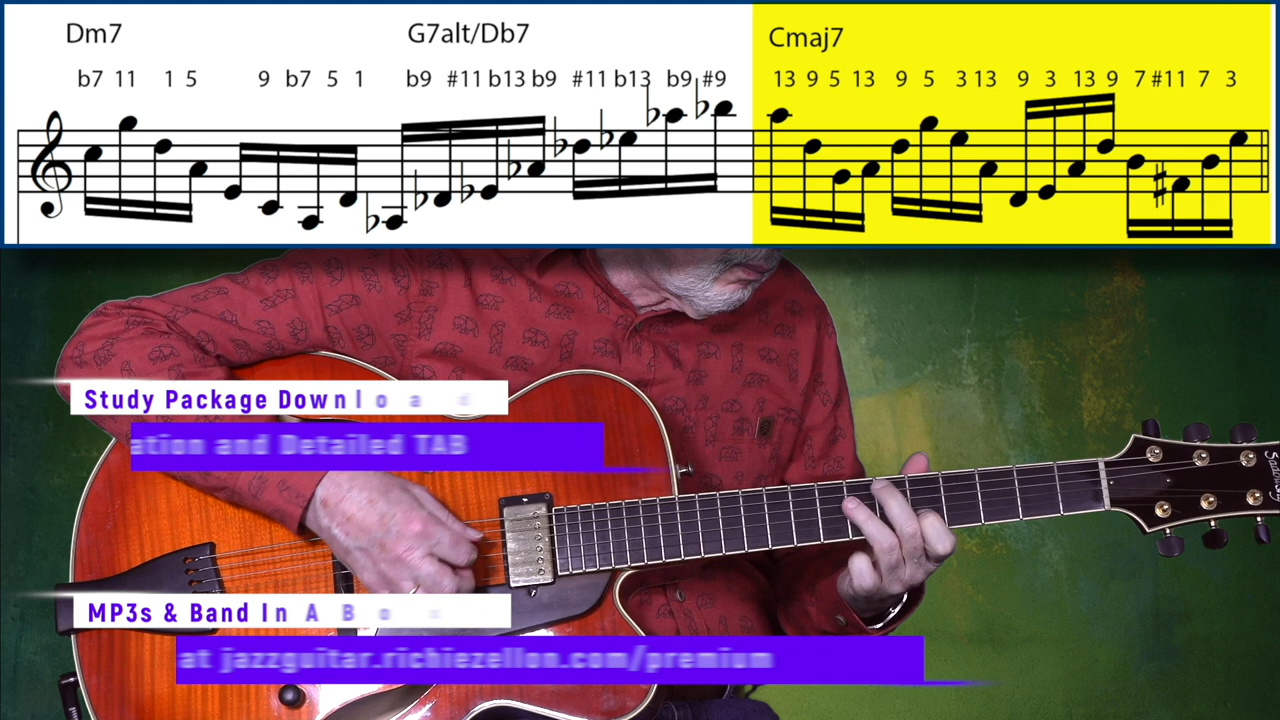 Dm7 G7alt/Db7 Cmaj7
b7 11 1 5 9 b7 5 1 b9 #11 b13 b9 #11 b13 b9 #9 13 9 5 13 9 5 3 13 9 3 13 9 7 #11 7 3
Study Package Download
ation and Detailed TAB
MP3s & Band In A Bo
at jazzguitar.richiezellon.com/premium